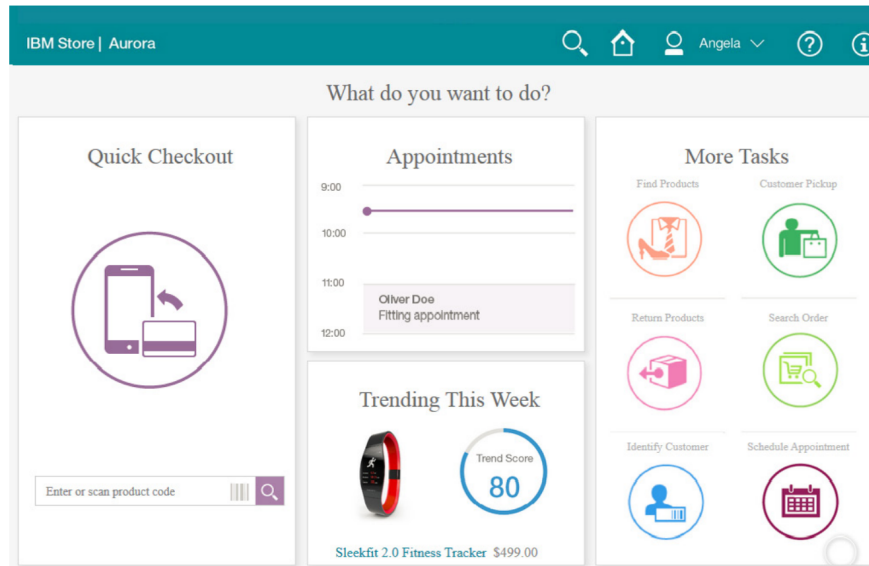 IBM Store | Aurora
Angela
What do you want to do?
Quick Checkout
Enter or scan product code
Appointments
9:00
10:00
11:00
Oliver Doe
Fitting appointment
12:00
Trending This Week
Trend Score
80
Sleekfit 2.0 Fitness Tracker $499.00
More Tasks
Find Products Customer Pickup
Return Products Search Order
Identify Customer Schedule Appointment